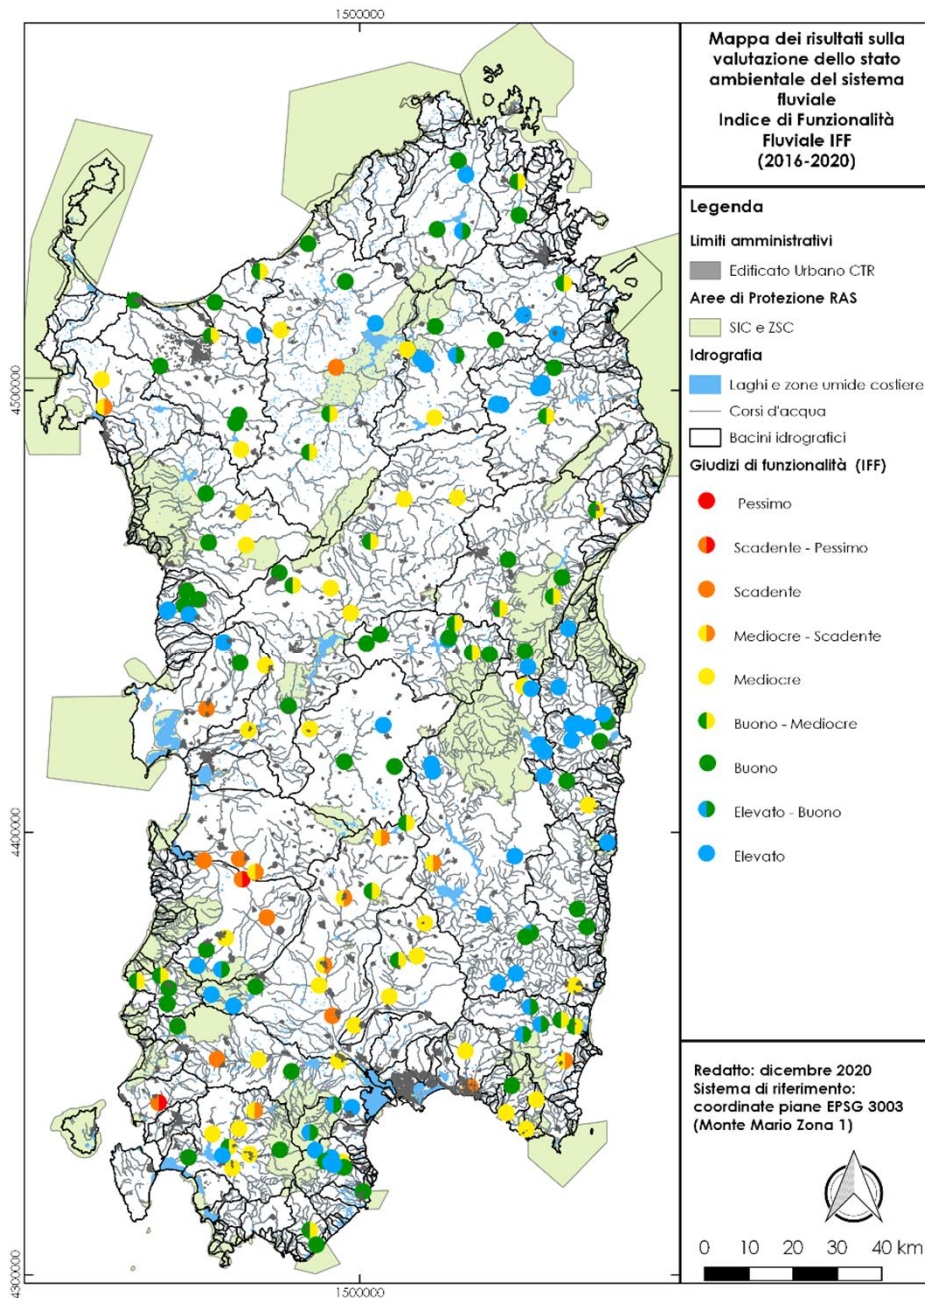 1500000
4500000
4400000
4300000
1500000
Mappa dei risultati sulla
valutazione dello stato
ambientale del sistema
fluviale
Indice di Funzionalità
Fluviale IFF
(2016-2020)
Legenda
Limiti amministrativi
Edificato Urbano CTR
Aree di Protezione RAS
SIC e ZSC
Idrografia
Laghi e zone umide costiere
Corsi d'acqua
Bacini idrografici
Giudizi di funzionalità (IFF)
Pessimo
Scadente - Pessimo
Scadente
Mediocre - Scadente
Mediocre
Buono - Mediocre
Buono
Elevato - Buono
Elevato
Redatto: dicembre 2020
Sistema di riferimento:
coordinate piane EPSG 3003
(Monte Mario Zona 1)
0 10 20 30 40 km